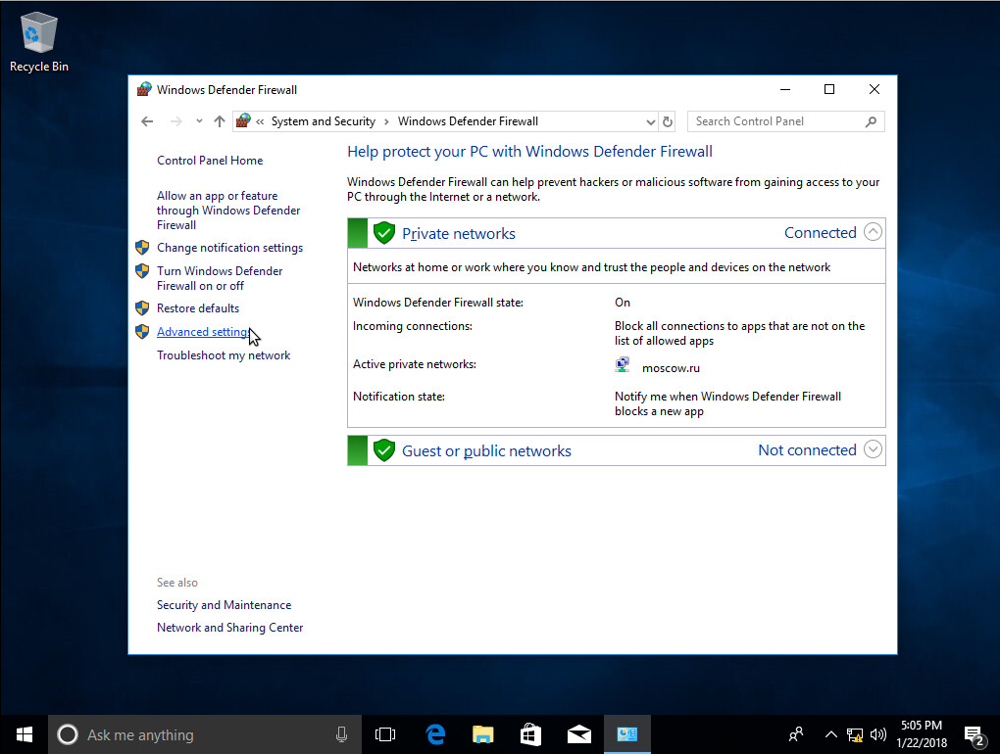 Recycle Bin
Windows Defender Firewall
« System and Security › Windows Defender Firewall
Search Control Panel
Control Panel Home
Allow an app or feature
through Windows Defender
Firewall
Change notification settings
Turn Windows Defender
Firewall on or off
Restore defaults
Advanced settings
Troubleshoot my network
See also
Security and Maintenance
Network and Sharing Center
Help protect your PC with Windows Defender Firewall
Windows Defender Firewall can help prevent hackers or malicious software from gaining access to your
PC through the Internet or a network.
Private networks Connected
Networks at home or work where you know and trust the people and devices on the network
Windows Defender Firewall state: On
Incoming connections: Block all connections to apps that are not on the
list of allowed apps
Active private networks: moscow.ru
Notification state: Notify me when Windows Defender Firewall
blocks a new app
Guest or public networks Not connected
Ask me anything
5:05 PM
1/22/2018
2